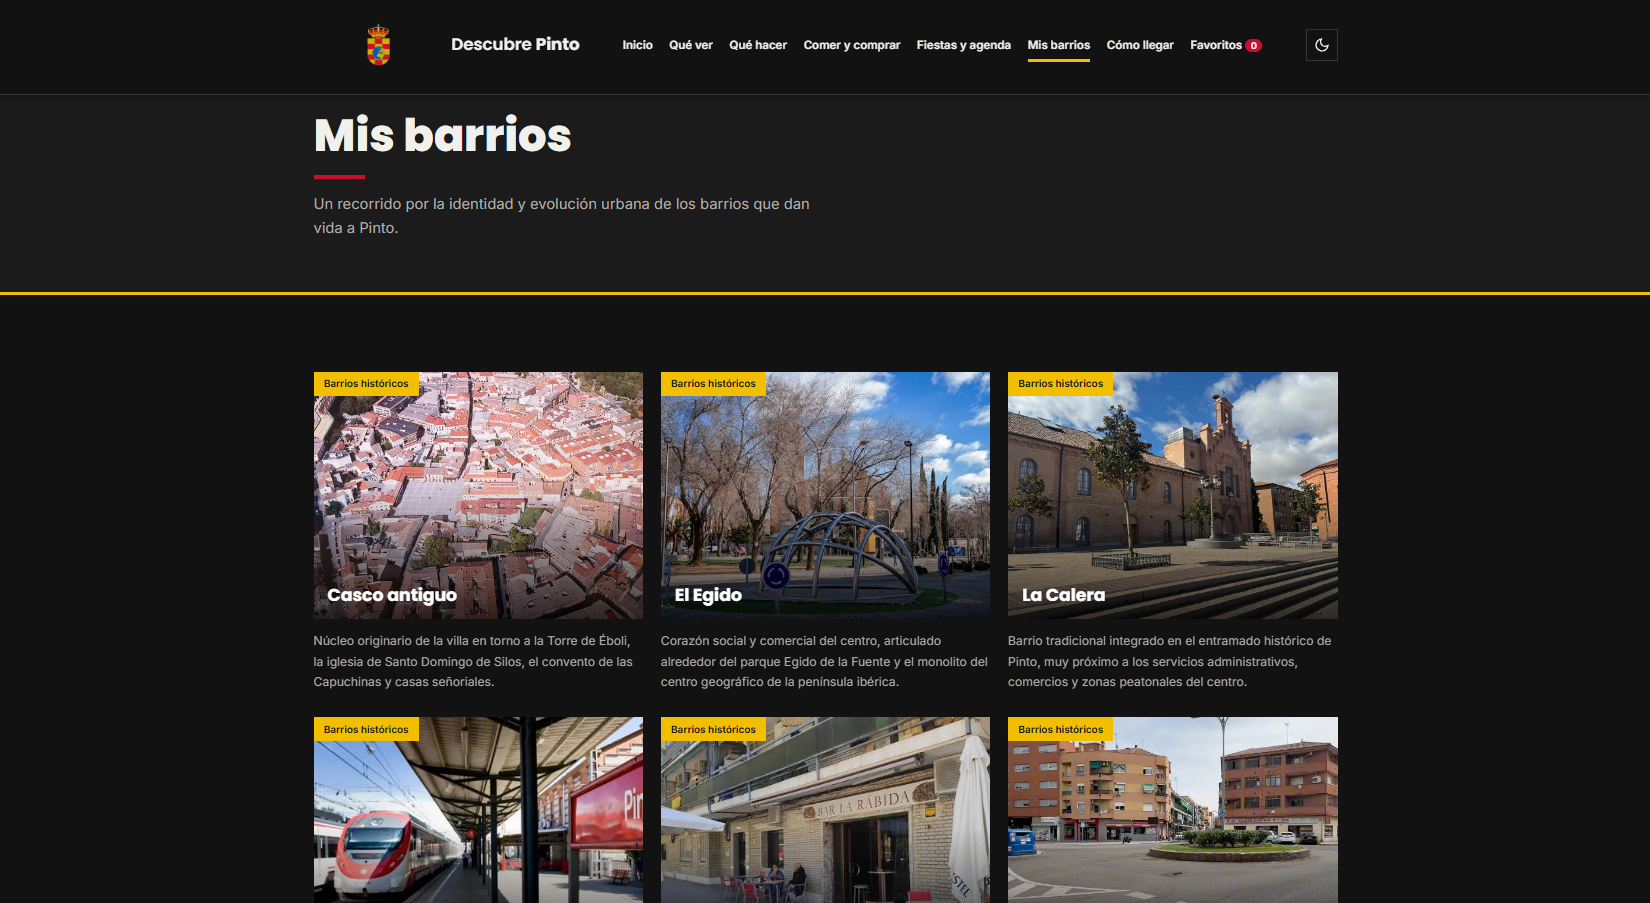 Descubre Pinto
Inicio
Qué ver
Qué hacer
Comer y comprar
Fiestas y agenda
Mis barrios
Cómo llegar
Favoritos 0
Mis barrios
Un recorrido por la identidad y evolución urbana de los barrios que dan
vida a Pinto.
Barrios históricos
Casco antiguo
Núcleo originario de la villa en torno a la Torre de Éboli,
la iglesia de Santo Domingo de Silos, el convento de las
Capuchinas y casas señoriales.
Barrios históricos
El Egido
Corazón social y comercial del centro, articulado
alrededor del parque Egido de la Fuente y el monolito del
centro geográfico de la península ibérica.
Barrios históricos
La Calera
Barrio tradicional integrado en el entramado histórico de
Pinto, muy próximo a los servicios administrativos,
comercios y zonas peatonales del centro.
Barrios históricos
Pin
Barrios históricos
BAR LA RABIDA
STEL
Barrios históricos